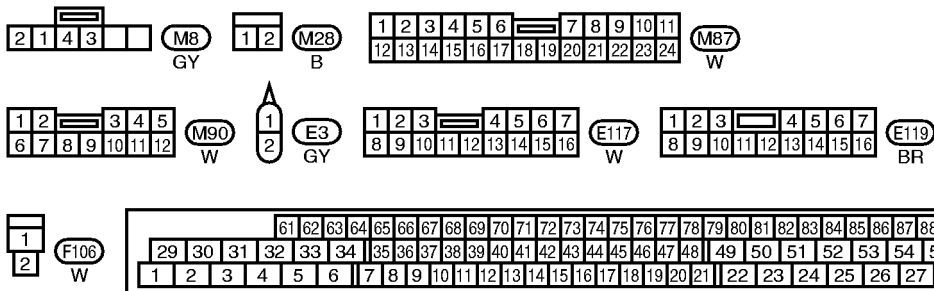 2 1 4 3 M8 GY
1 2 M28 B
1 2 3 4 5 6 7 8 9 10 11
12 13 14 15 16 17 18 19 20 21 22 23 24 M87 W
1 2 3 4 5
6 7 8 9 10 11 12 M90 W
1
2 E3 GY
1 2 3 4 5 6 7
8 9 10 11 12 13 14 15 16 E117 W
1 2 3 4 5 6 7
8 9 10 11 12 13 14 15 16 E119 BR
1
2 F106 W
61 62 63 64 65 66 67 68 69 70 71 72 73 74 75 76 77 78 79 80 81 82 83 84 85 86 87 88
29 30 31 32 33 34 35 36 37 38 39 40 41 42 43 44 45 46 47 48 49 50 51 52 53 54
1 2 3 4 5 6 7 8 9 10 11 12 13 14 15 16 17 18 19 20 21 22 23 24 25 26 27